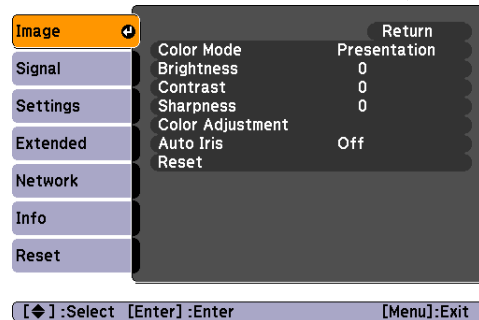 Image
Signal
Settings
Extended
Network
Info
Reset
Return
Color Mode Presentation
Brightness 0
Contrast 0
Sharpness 0
Color Adjustment
Auto Iris Off
Reset
[◆] :Select [Enter] :Enter [Menu]:Exit